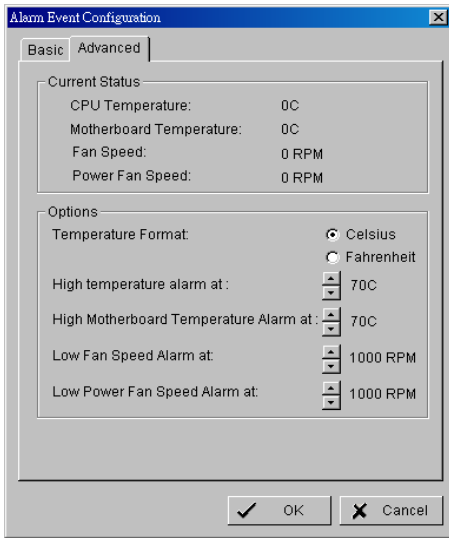 Alarm Event Configuration
Basic Advanced
Current Status
CPU Temperature: 0C
Motherboard Temperature: 0C
Fan Speed: 0 RPM
Power Fan Speed: 0 RPM
Options
Temperature Format: Celsius
Fahrenheit
High temperature alarm at : 70C
High Motherboard Temperature Alarm at : 70C
Low Fan Speed Alarm at: 1000 RPM
Low Power Fan Speed Alarm at: 1000 RPM
OK Cancel